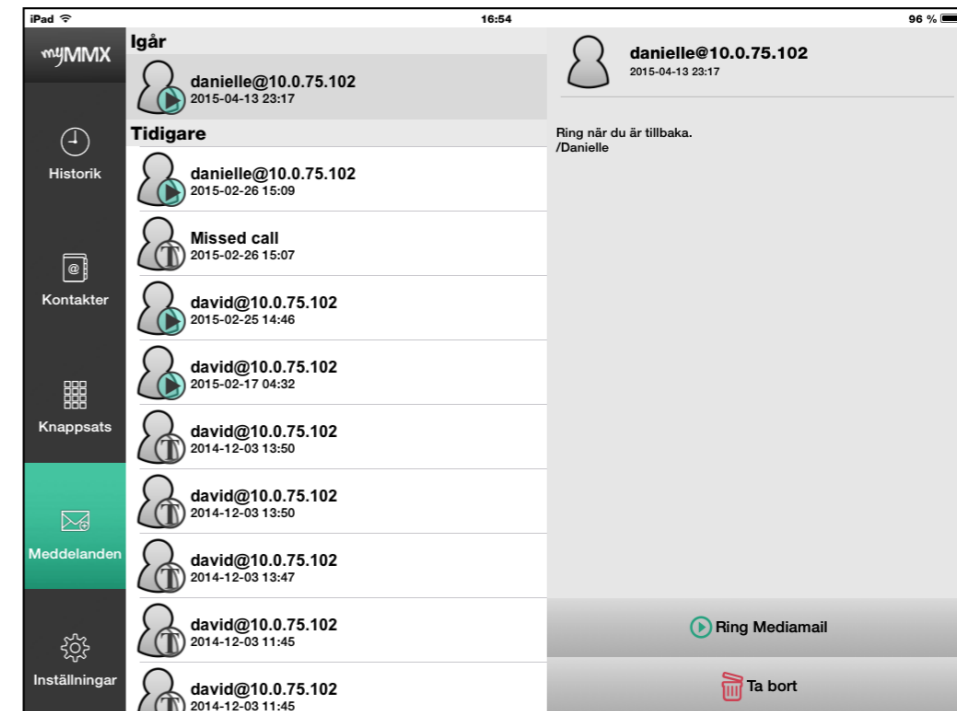 iPad 16:54 96 %
myMMX
Historik
Kontakter
Knappsats
Meddelanden
Inställningar
Igår
danielle@10.0.75.102
2015-04-13 23:17
Tidigare
danielle@10.0.75.102
2015-02-26 15:09
Missed call
T
2015-02-26 15:07
david@10.0.75.102
2015-02-25 14:46
david@10.0.75.102
2015-02-17 04:32
david@10.0.75.102
T
2014-12-03 13:50
david@10.0.75.102
T
2014-12-03 13:50
david@10.0.75.102
T
2014-12-03 13:47
david@10.0.75.102
T
2014-12-03 11:45
david@10.0.75.102
T
2014-12-03 11:45
danielle@10.0.75.102
2015-04-13 23:17
Ring när du är tillbaka.
/Danielle
Ring Mediamail
Ta bort